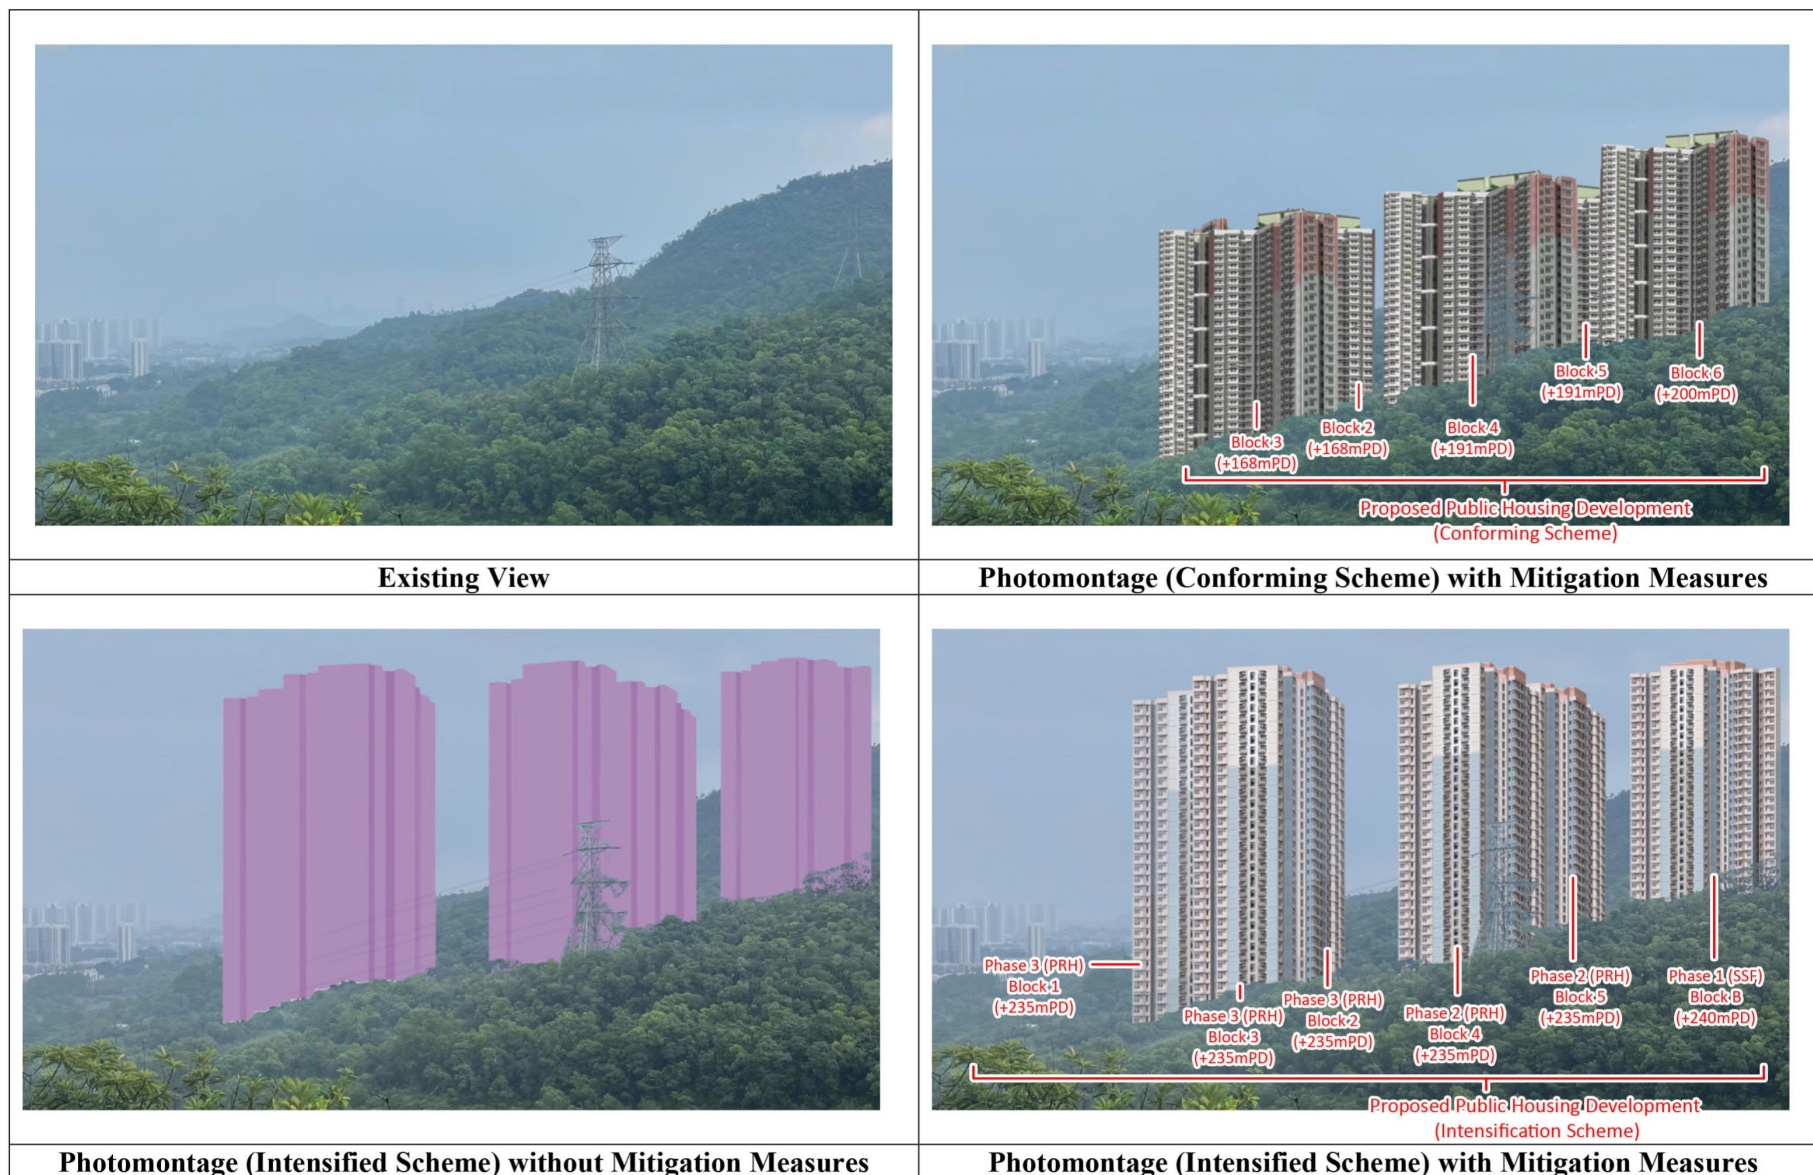 Block 3
(+168mPD)
Block 2
(+168mPD)
Block 4
(+191mPD)
Block 5
(+191mPD)
Block 6
(+200mPD)
Proposed Public Housing Development
(Conforming Scheme)
Existing View
Photomontage (Conforming Scheme) with Mitigation Measures
Phase 3 (PRH)
Block 1
(+235mPD)
Phase 3 (PRH)
Block 3
(+235mPD)
Phase 3 (PRH)
Block 2
(+235mPD)
Phase 2 (PRH)
Block 4
(+235mPD)
Phase 2 (PRH)
Block 5
(+235mPD)
Phase 1 (SSF)
Block B
(+240mPD)
Proposed Public Housing Development
(Intensification Scheme)
Photomontage (Intensified Scheme) without Mitigation Measures
Photomontage (Intensified Scheme) with Mitigation Measures